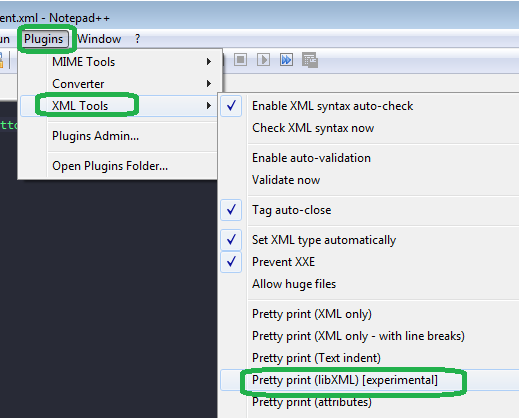 ent.xml - Notepad++
un Plugins Window ?
MIME Tools
Converter
XML Tools
Plugins Admin...
Open Plugins Folder...
Enable XML syntax auto-check
Check XML syntax now
Enable auto-validation
Validate now
Tag auto-close
Set XML type automatically
Prevent XXE
Allow huge files
Pretty print (XML only)
Pretty print (XML only - with line breaks)
Pretty print (Text indent)
Pretty print (libXML) [experimental]
Pretty print (attributes)